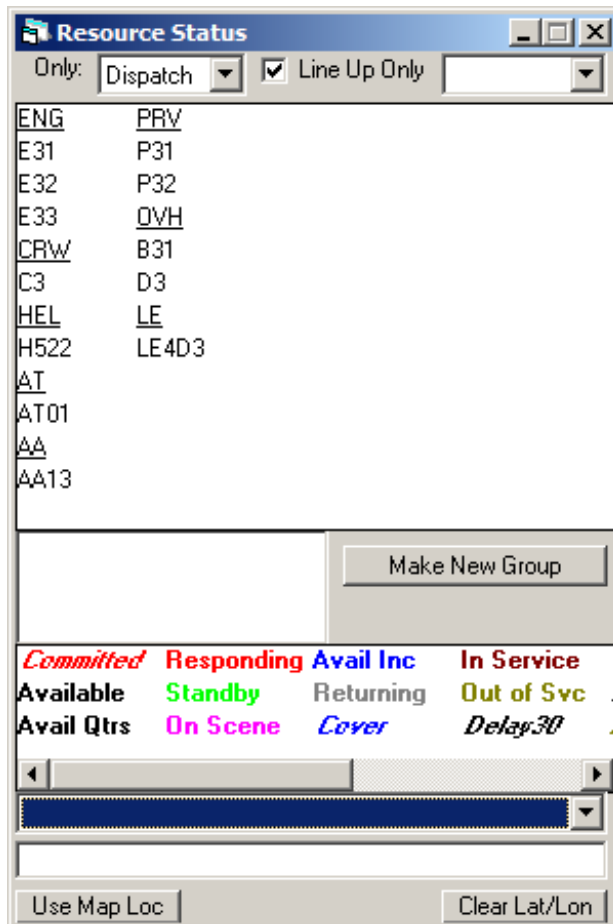 Resource Status
Only: Dispatch Line Up Only
ENG PRV
E31 P31
E32 P32
E33 OVH
CRW B31
C3 D3
HEL LE
H522 LE4D3
AT
AT01
AA
AA13
Make New Group
Committed Responding Avail Inc In Service
Available Standby Returning Out of Svc
Avail Qtrs On Scene Cover Delay30
Use Map Loc Clear Lat/Lon